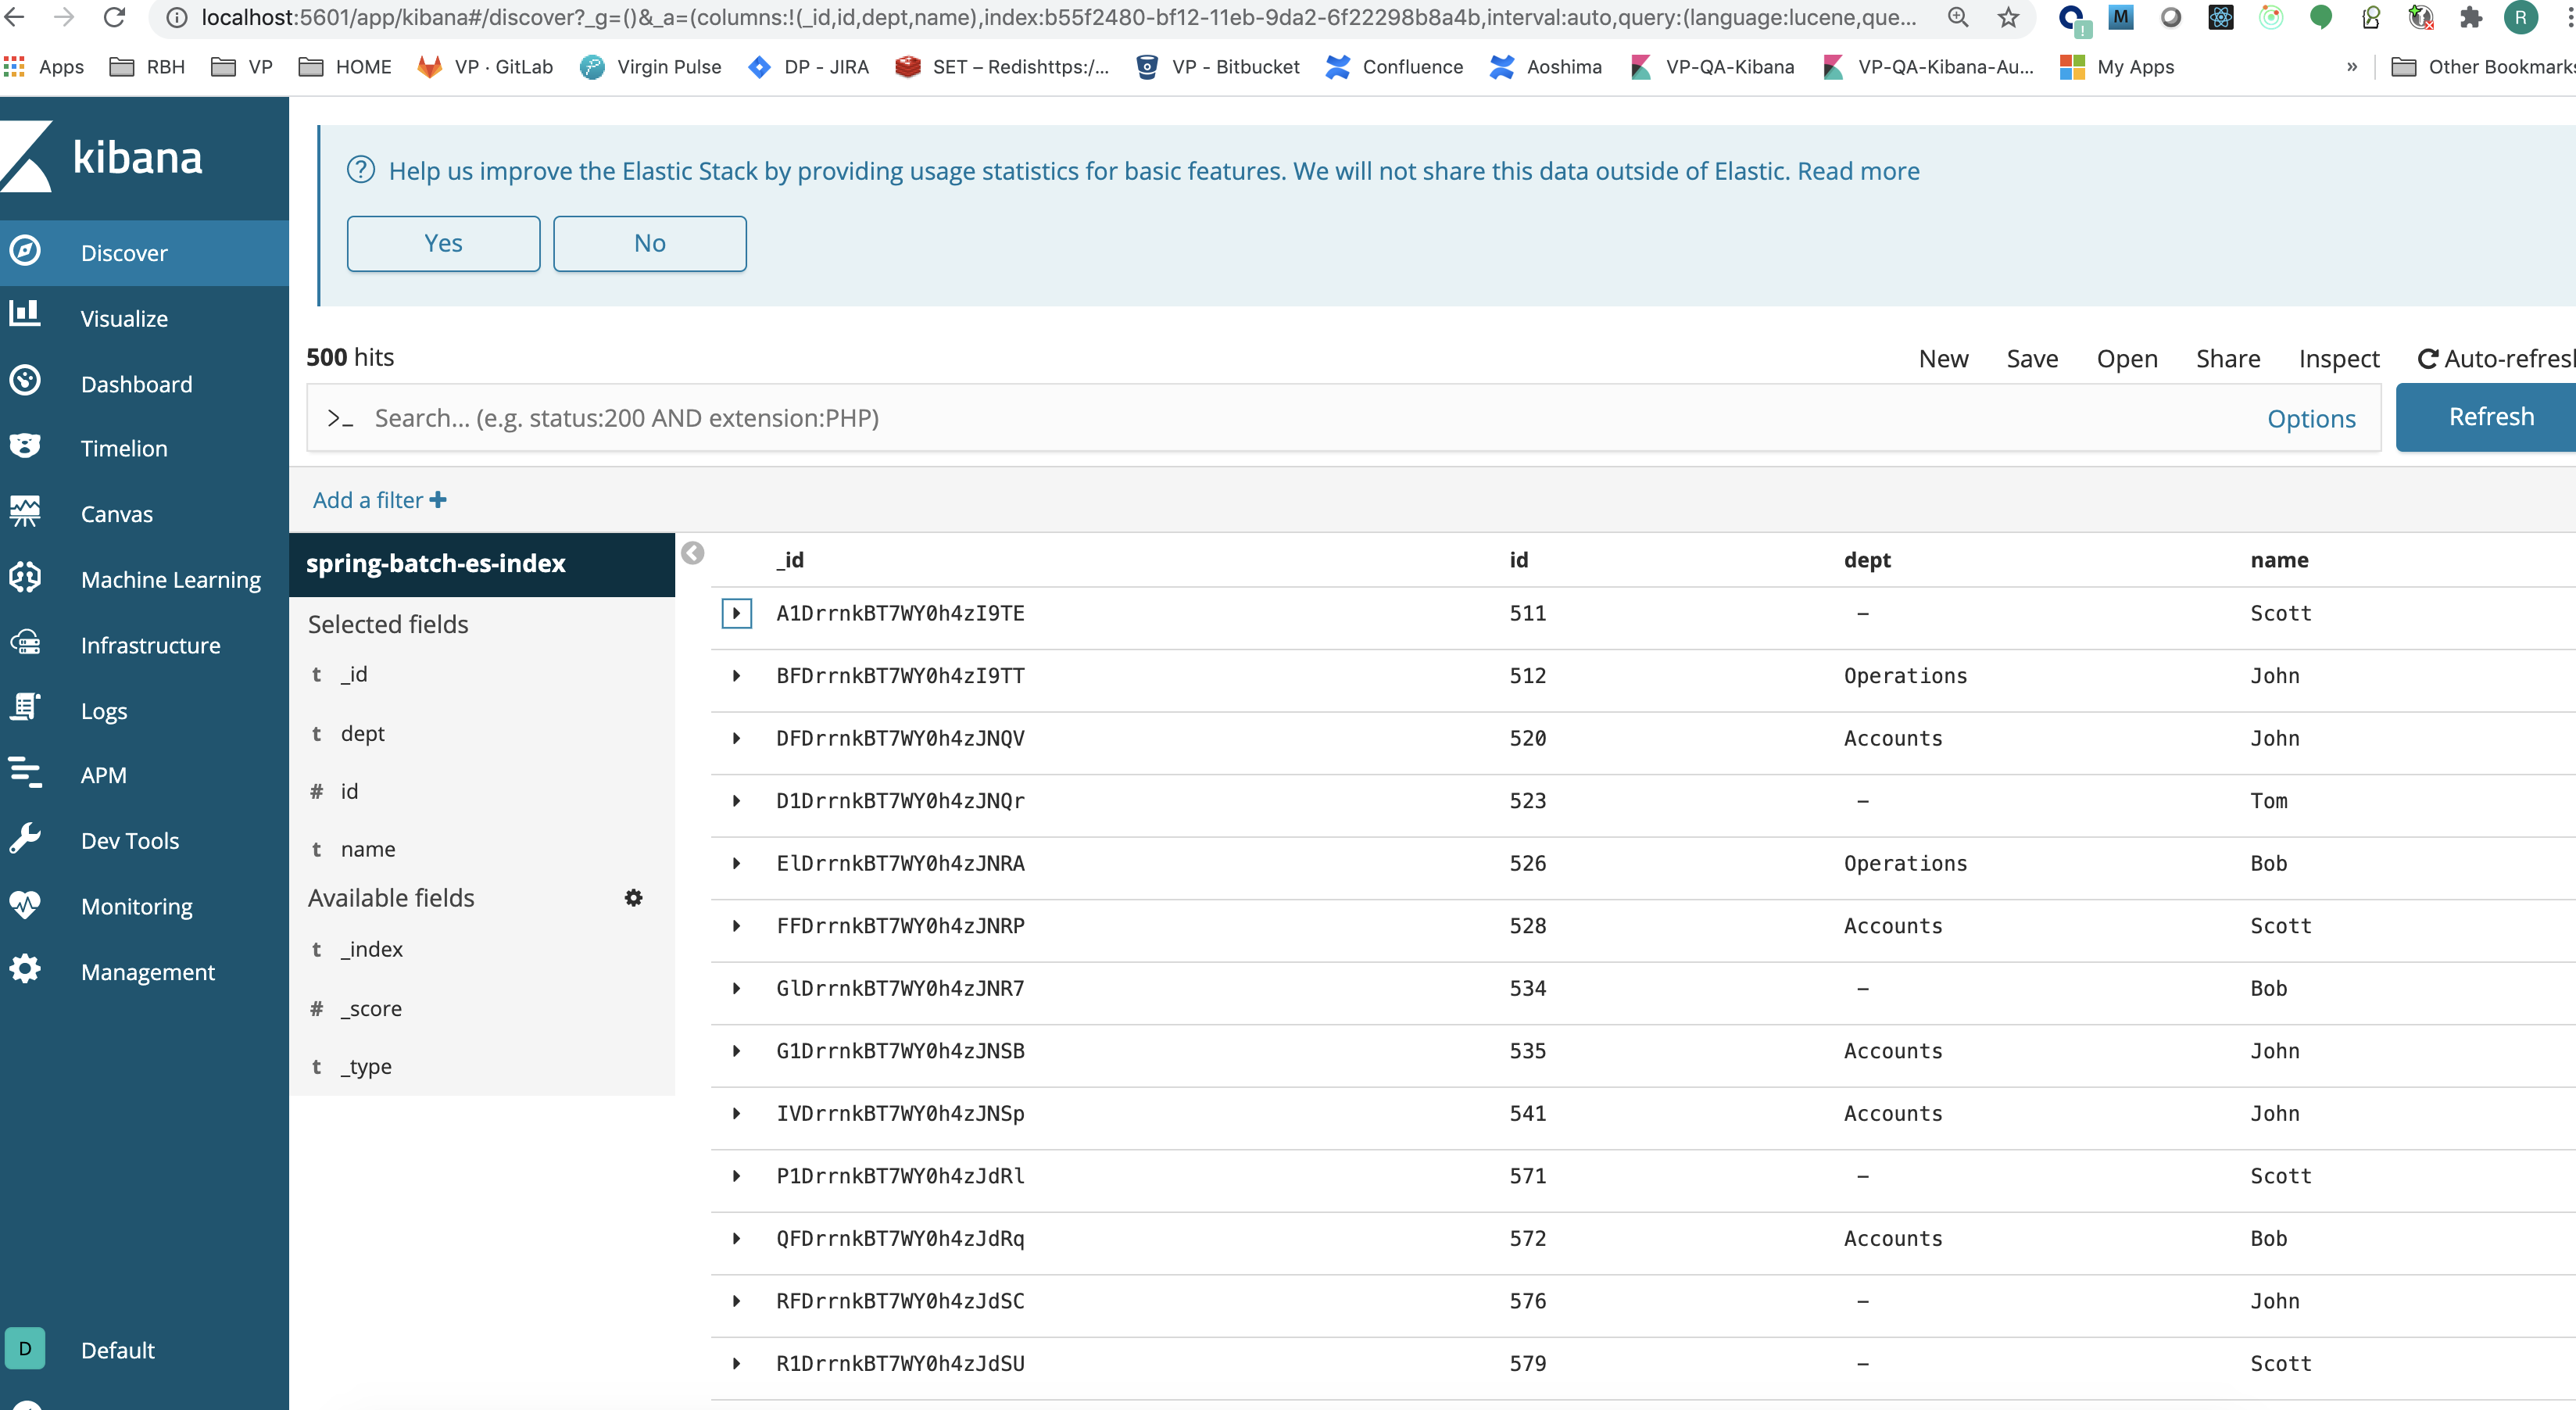 localhost:5601/app/kibana#/discover?_g=()&_a=(columns:!(_id,id,dept,name),index:b55f2480-bf12-11eb-9da2-6f22298b8a4b,interval:auto,query:(language:lucene,que...
M
R
Apps RBH VP HOME VP · GitLab Virgin Pulse DP - JIRA SET – Redishttps:/... VP - Bitbucket Confluence Aoshima VP-QA-Kibana VP-QA-Kibana-Au... My Apps » Other Bookmarks
kibana
Discover
Visualize
Dashboard
Timelion
Canvas
Machine Learning
Infrastructure
Logs
APM
Dev Tools
Monitoring
Management
D Default
Help us improve the Elastic Stack by providing usage statistics for basic features. We will not share this data outside of Elastic. Read more
Yes No
500 hits
New Save Open Share Inspect Auto-refresh
>_ Search... (e.g. status:200 AND extension:PHP) Options Refresh
Add a filter +
spring-batch-es-index
Selected fields
t _id
t dept
# id
t name
Available fields
t _index
# _score
t _type
_id id dept name
A1DrrnkBT7WY0h4zI9TE 511 – Scott
BFDrrnkBT7WY0h4zI9TT 512 Operations John
DFDrrnkBT7WY0h4zJNQV 520 Accounts John
D1DrrnkBT7WY0h4zJNQr 523 – Tom
ElDrrnkBT7WY0h4zJNRA 526 Operations Bob
FFDrrnkBT7WY0h4zJNRP 528 Accounts Scott
GlDrrnkBT7WY0h4zJNR7 534 – Bob
G1DrrnkBT7WY0h4zJNSB 535 Accounts John
IVDrrnkBT7WY0h4zJNSp 541 Accounts John
P1DrrnkBT7WY0h4zJdRl 571 – Scott
QFDrrnkBT7WY0h4zJdRq 572 Accounts Bob
RFDrrnkBT7WY0h4zJdSC 576 – John
R1DrrnkBT7WY0h4zJdSU 579 – Scott